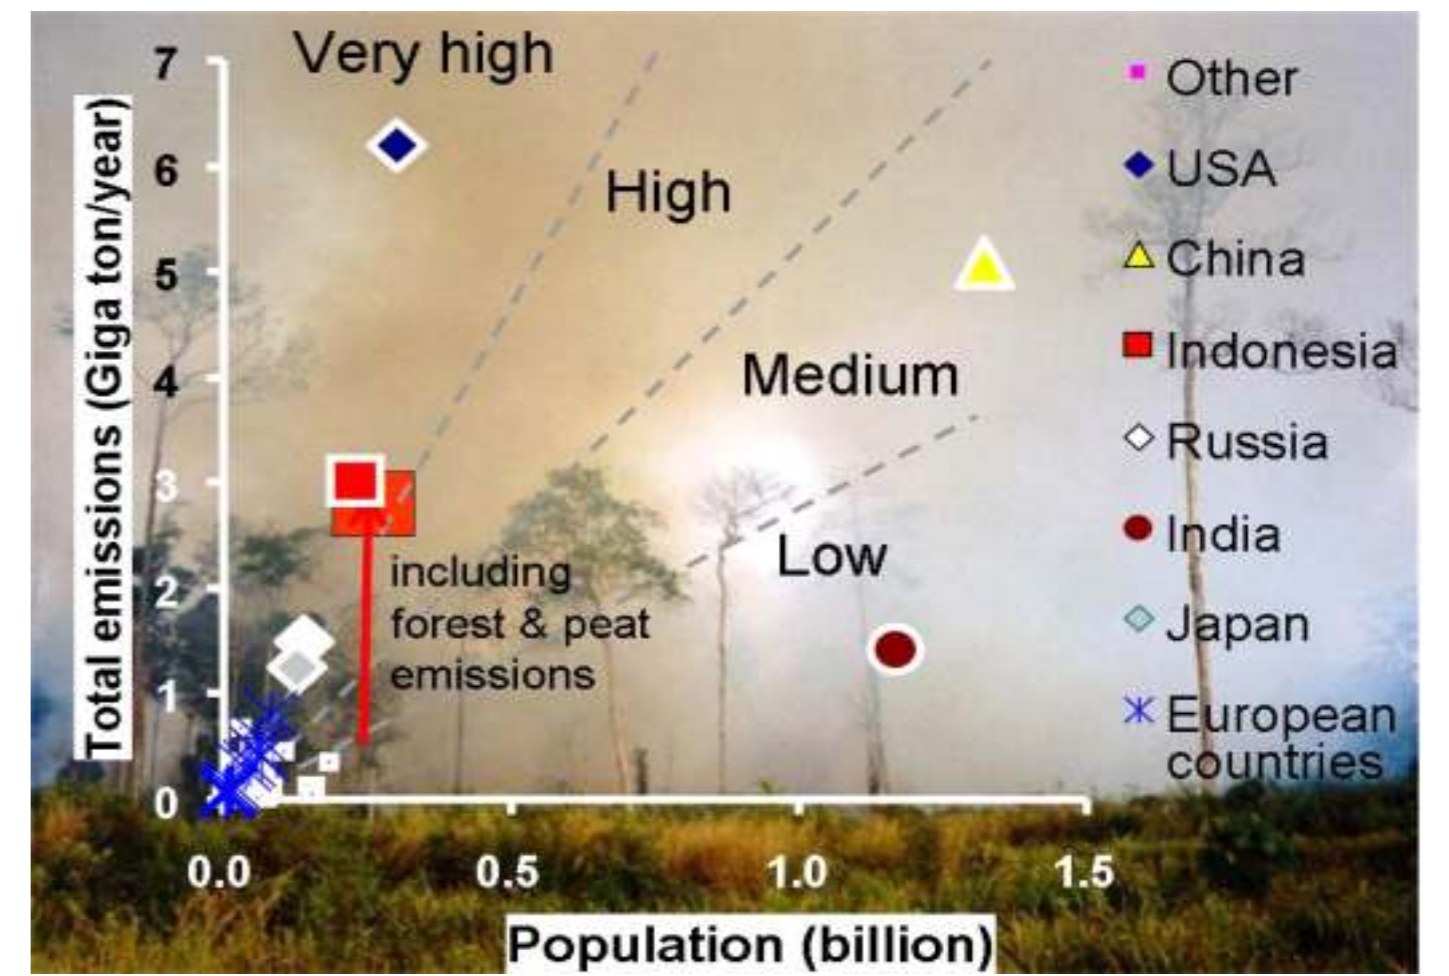 Very high
High
Medium
Low
including
forest & peat
emissions
Total emissions (Giga ton/year)
7
6
5
4
3
2
1
0
0.0 0.5 1.0 1.5
Population (billion)
Other
USA
China
Indonesia
Russia
India
Japan
European
countries